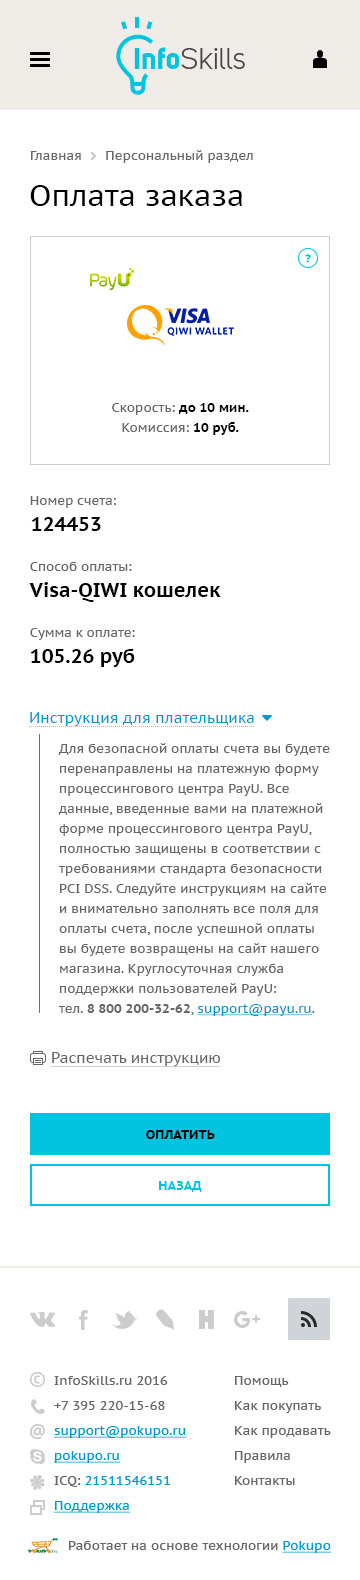 InfoSkills
Главная > Персональный раздел
Оплата заказа
?
PayU
VISA
QIWI WALLET
Скорость: до 10 мин.
Комиссия: 10 руб.
Номер счета:
124453
Способ оплаты:
Visa-QIWI кошелек
Сумма к оплате:
105.26 руб
Инструкция для плательщика
Для безопасной оплаты счета вы будете
перенаправлены на платежную форму
процессингового центра PayU. Все
данные, введенные вами на платежной
форме процессингового центра PayU,
полностью защищены в соответствии с
требованиями стандарта безопасности
PCI DSS. Следуйте инструкциям на сайте
и внимательно заполнять все поля для
оплаты счета, после успешной оплаты
вы будете возвращены на сайт нашего
магазина. Круглосуточная служба
поддержки пользователей PayU:
тел. 8 800 200-32-62, support@payu.ru.
Распечать инструкцию
ОПЛАТИТЬ
НАЗАД
© InfoSkills.ru 2016
+7 395 220-15-68
support@pokupo.ru
pokupo.ru
ICQ: 21511546151
Поддержка
Помощь
Как покупать
Как продавать
Правила
Контакты
Работает на основе технологии Pokupo